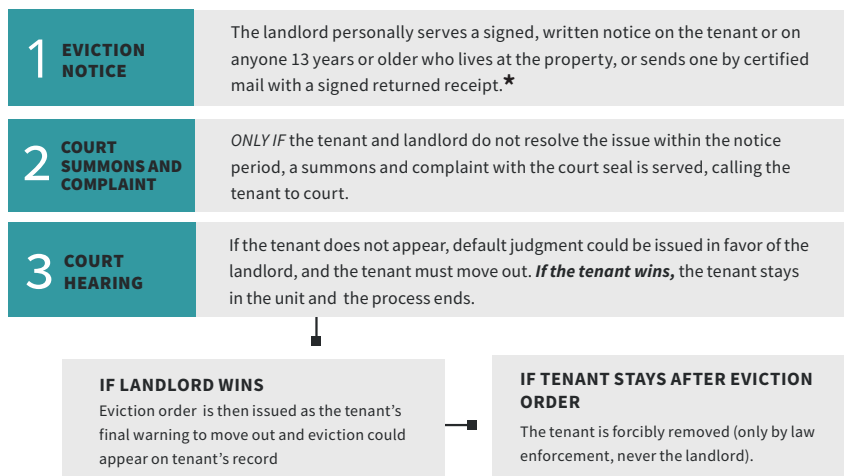 1 EVICTION
NOTICE
The landlord personally serves a signed, written notice on the tenant or on
anyone 13 years or older who lives at the property, or sends one by certified
mail with a signed returned receipt.*
2 COURT
SUMMONS AND
COMPLAINT
ONLY IF the tenant and landlord do not resolve the issue within the notice
period, a summons and complaint with the court seal is served, calling the
tenant to court.
3 COURT
HEARING
If the tenant does not appear, default judgment could be issued in favor of the
landlord, and the tenant must move out. If the tenant wins, the tenant stays
in the unit and the process ends.
IF LANDLORD WINS
Eviction order is then issued as the tenant's
final warning to move out and eviction could
appear on tenant's record
IF TENANT STAYS AFTER EVICTION
ORDER
The tenant is forcibly removed (only by law
enforcement, never the landlord).